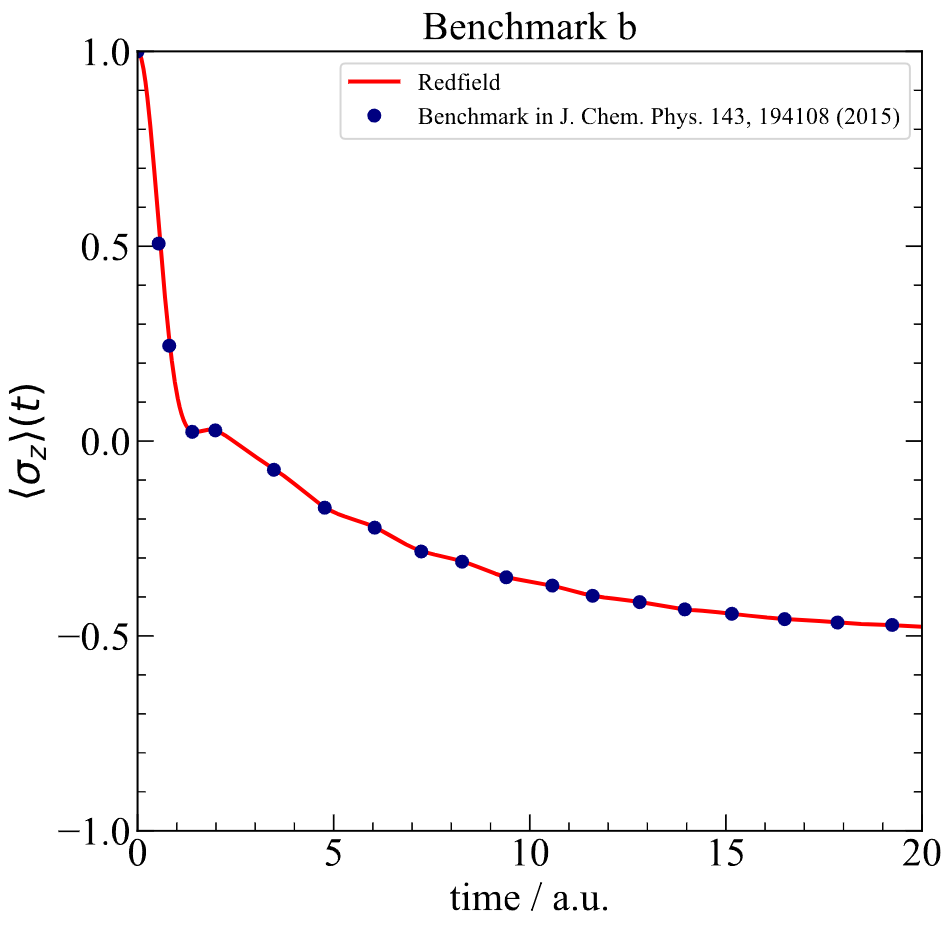 Benchmark b
Redfield
Benchmark in J. Chem. Phys. 143, 194108 (2015)
1.0
0.5
0.0
−0.5
−1.0
⟨σz⟩(t)
0 5 10 15 20
time / a.u.